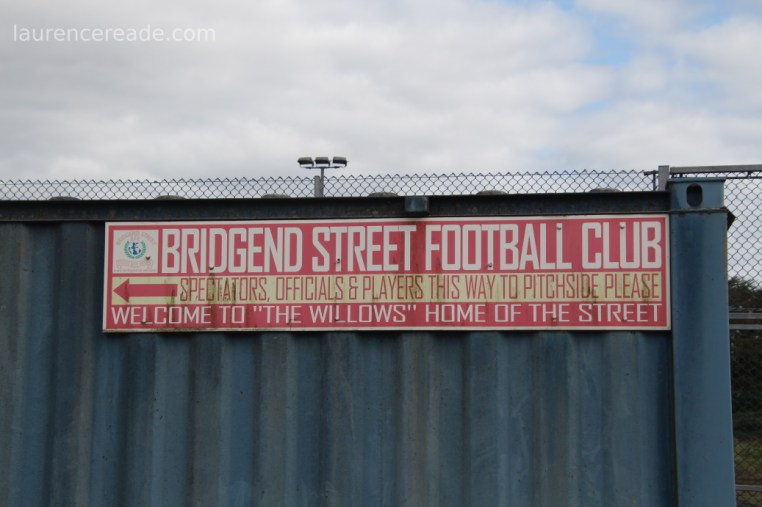 laurencereade.com
BRIDGEND STREET FOOTBALL CLUB
SPECTATORS, OFFICIALS & PLAYERS THIS WAY TO PITCHSIDE PLEASE
WELCOME TO "THE WILLOWS" HOME OF THE STREET